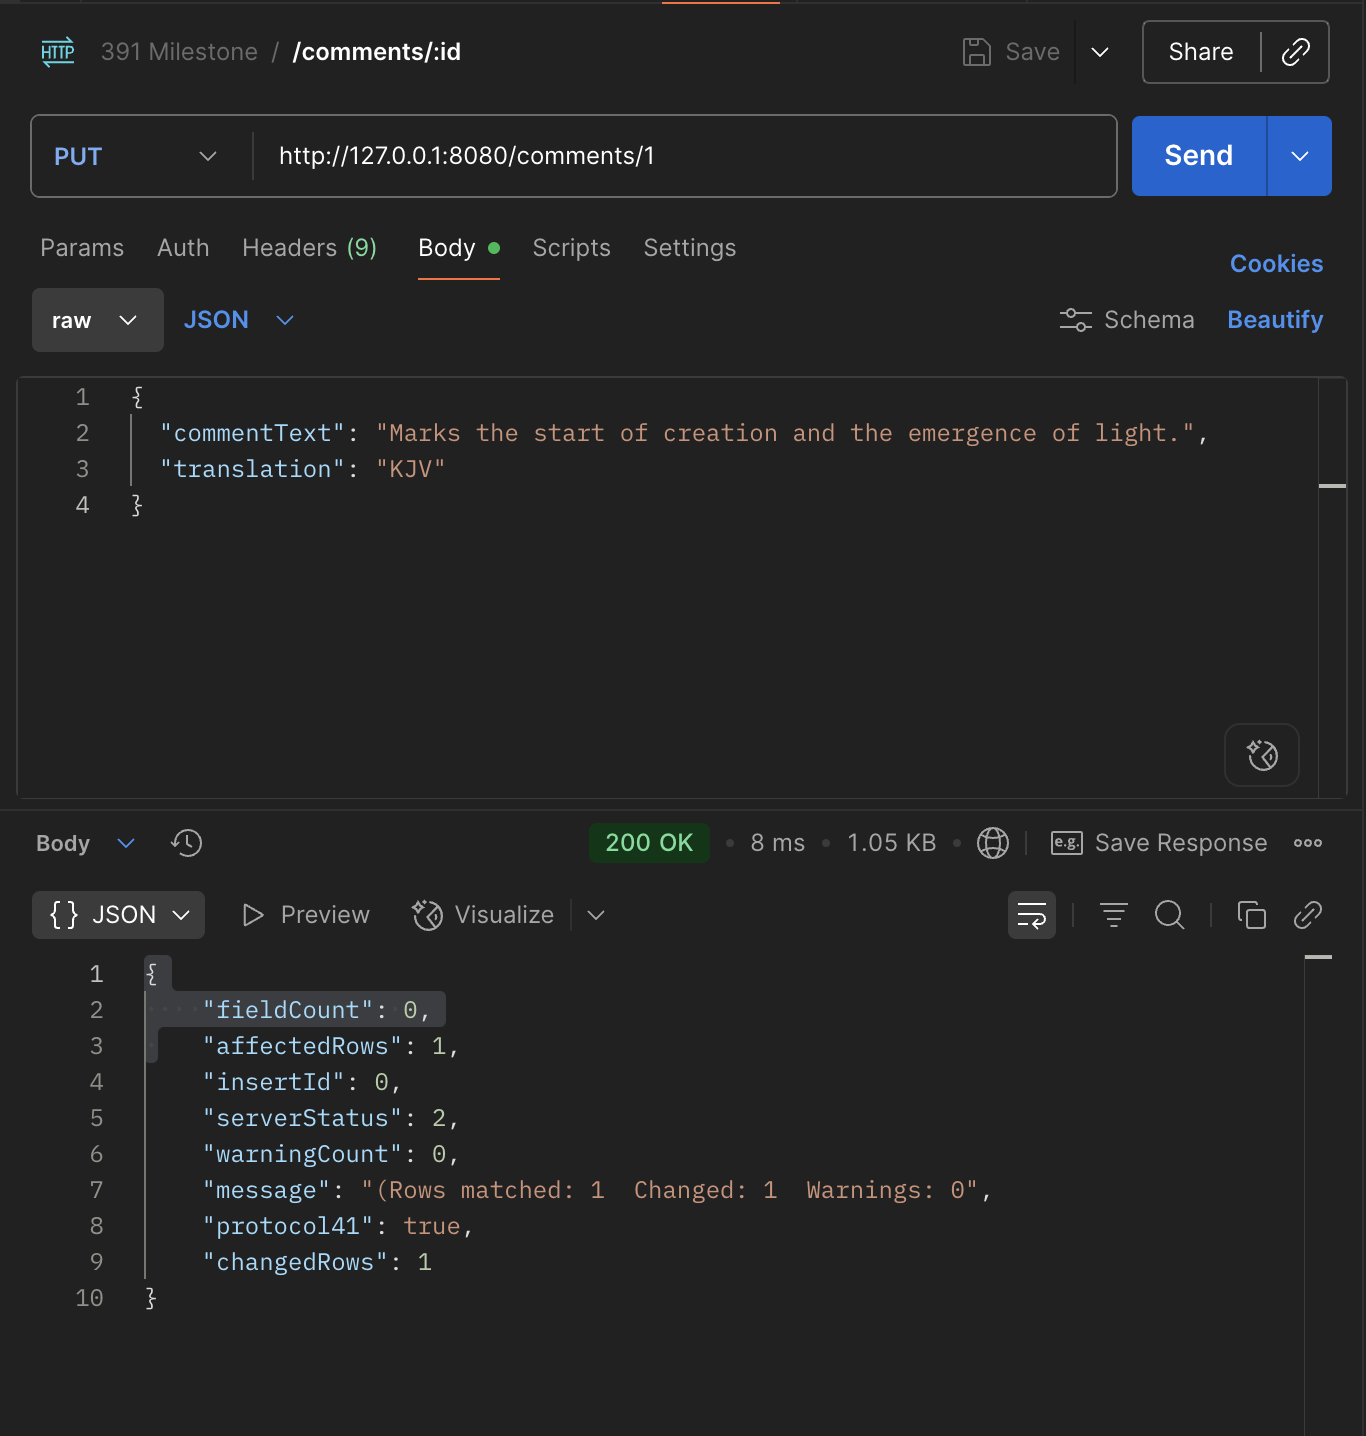 HTTP 391 Milestone / /comments/:id Save Share
PUT http://127.0.0.1:8080/comments/1 Send
Params Auth Headers (9) Body Scripts Settings Cookies
raw JSON Schema Beautify
1 {
2 "commentText": "Marks the start of creation and the emergence of light.",
3 "translation": "KJV"
4 }
Body 200 OK • 8 ms • 1.05 KB • e.g. Save Response
{} JSON Preview Visualize
1 {
2 "fieldCount": 0,
3 "affectedRows": 1,
4 "insertId": 0,
5 "serverStatus": 2,
6 "warningCount": 0,
7 "message": "(Rows matched: 1  Changed: 1  Warnings: 0",
8 "protocol41": true,
9 "changedRows": 1
10 }